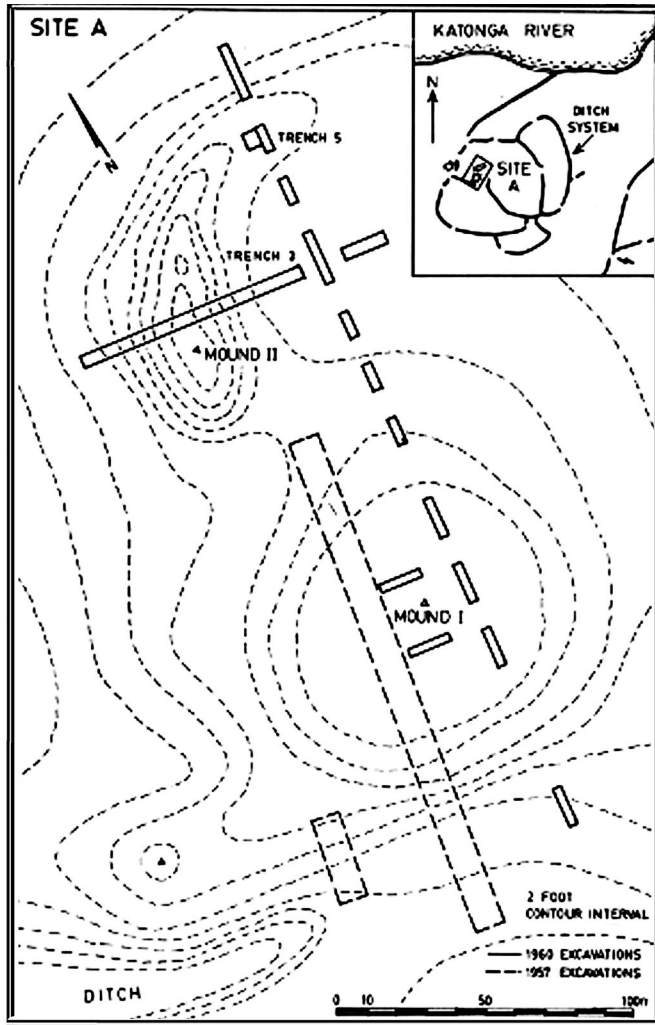 SITE A
KATONGA RIVER
N
DITCH
SYSTEM
SITE
A
N
TRENCH 5
TRENCH 2
MOUND II
MOUND I
2 FOOT
CONTOUR INTERVAL
1960 EXCAVATIONS
1957 EXCAVATIONS
DITCH
0 10 50 100m